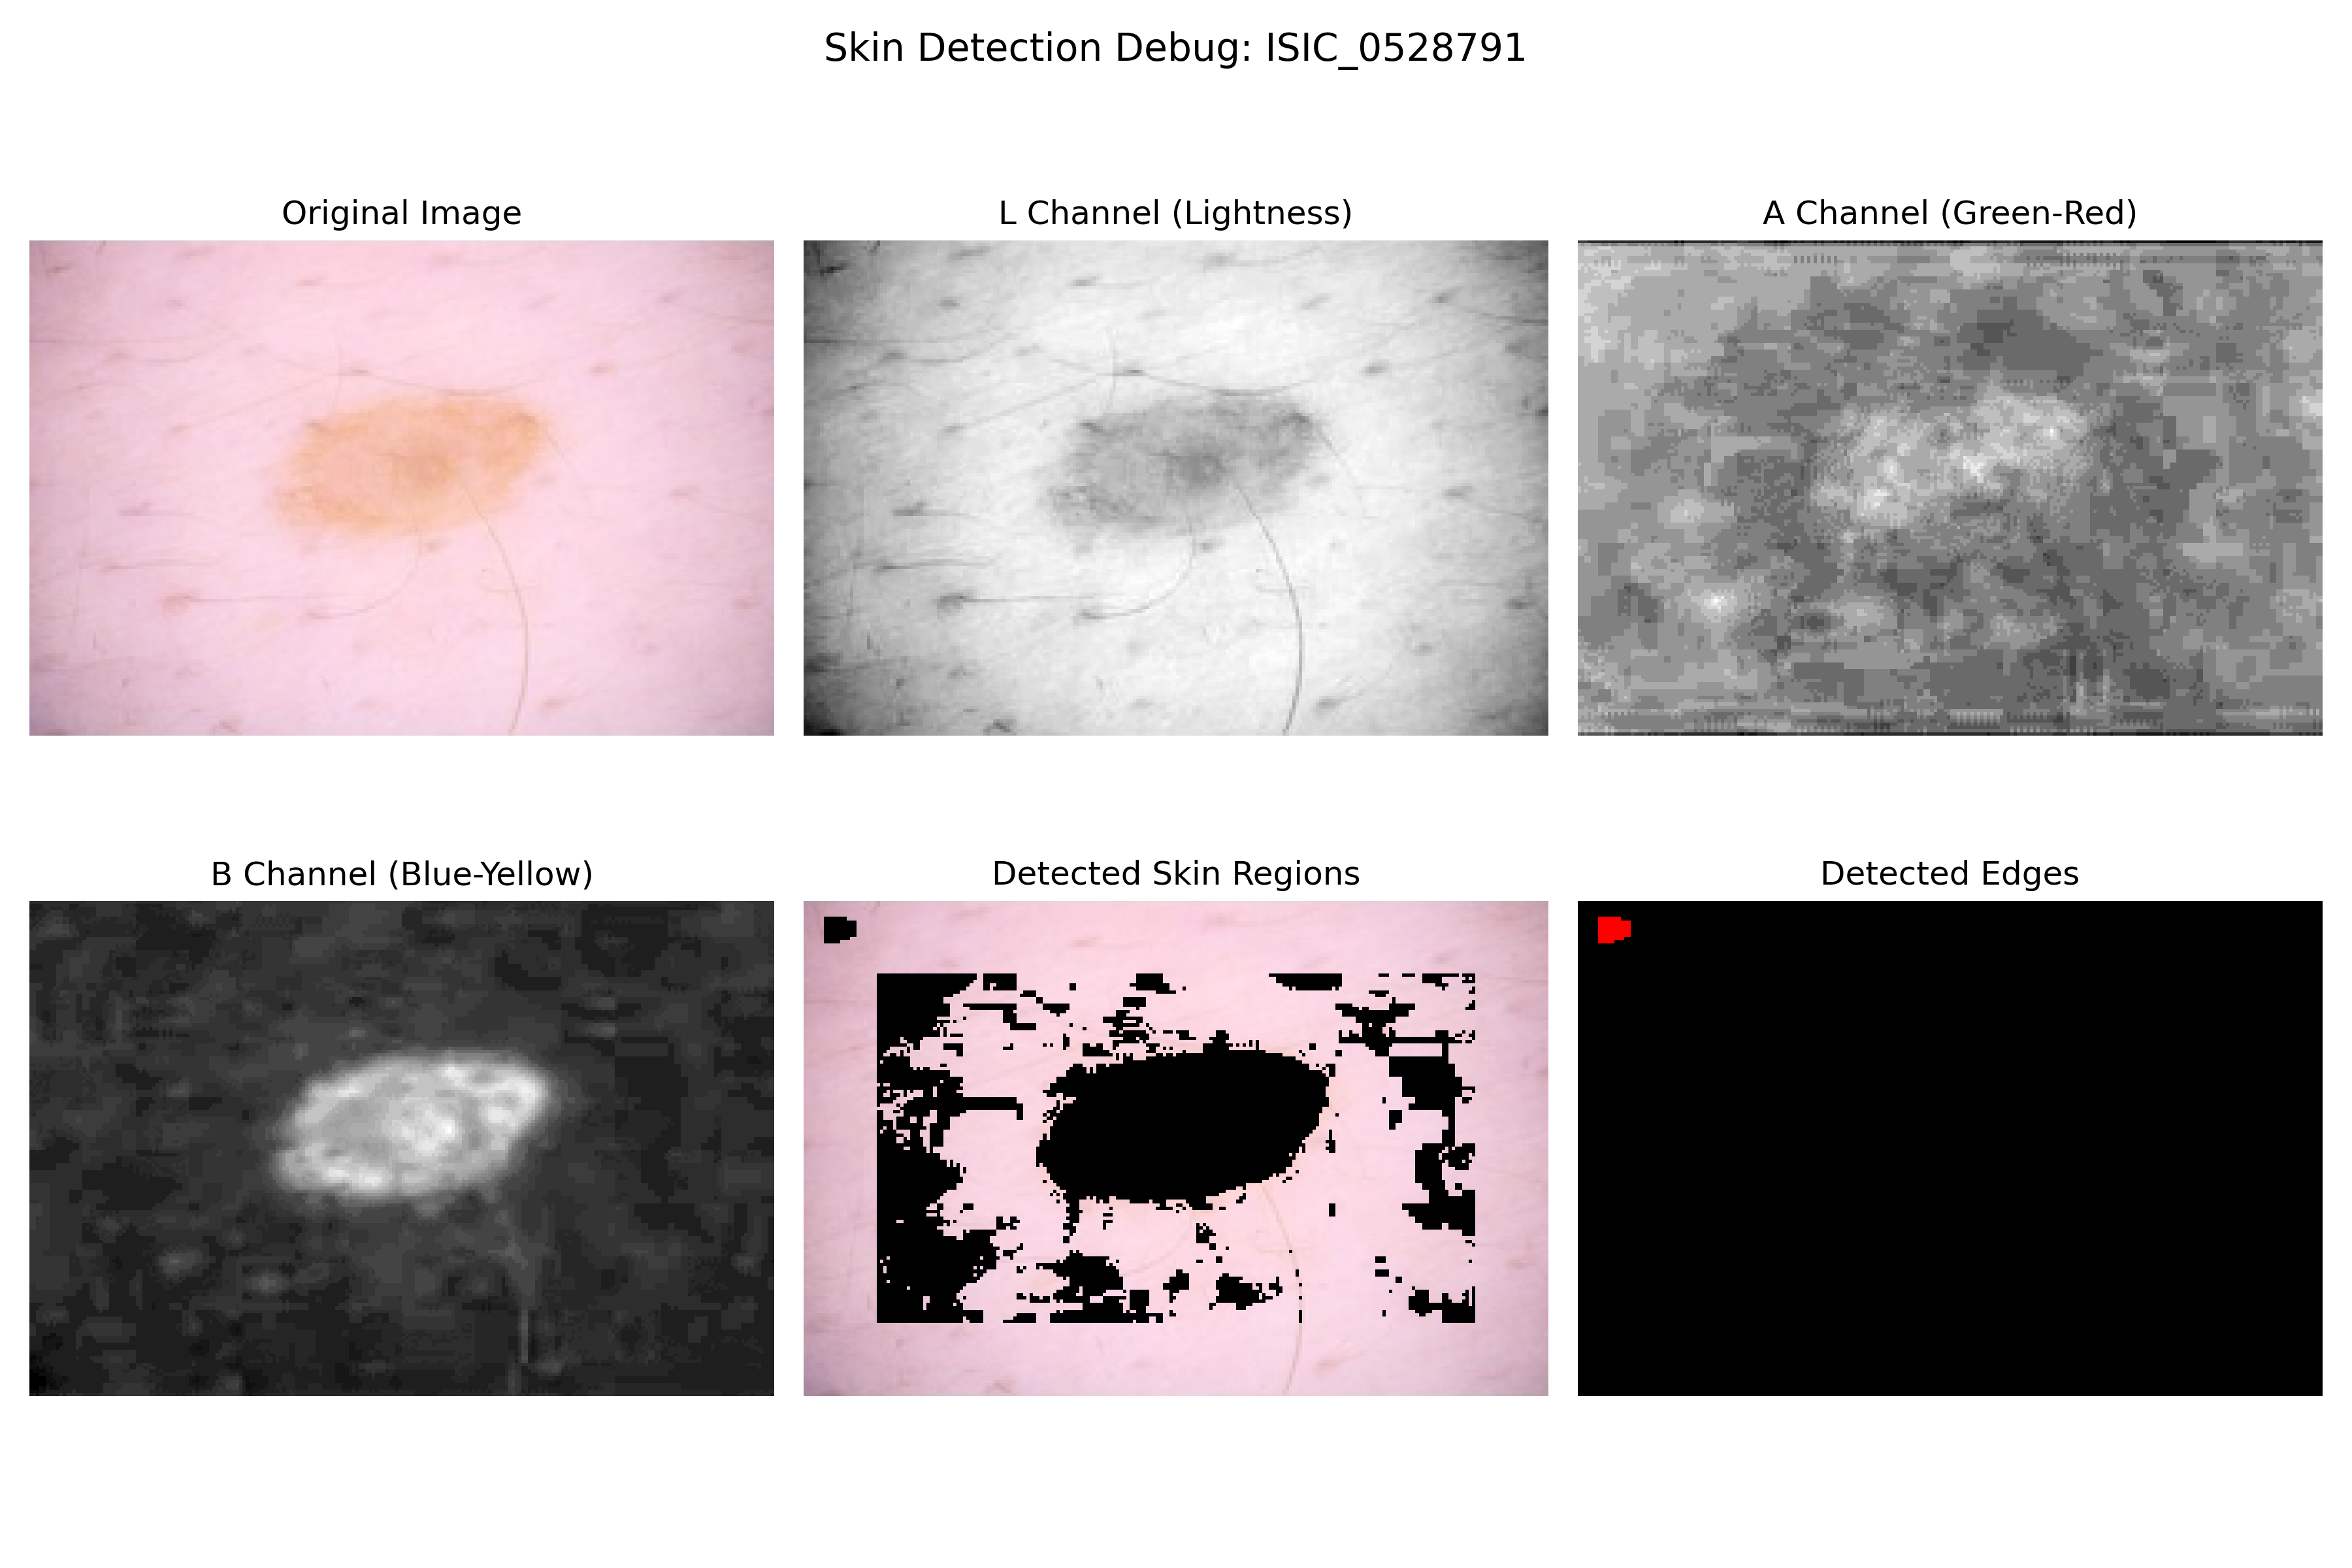 Skin Detection Debug: ISIC_0528791
Original Image
L Channel (Lightness)
A Channel (Green-Red)
B Channel (Blue-Yellow)
Detected Skin Regions
Detected Edges